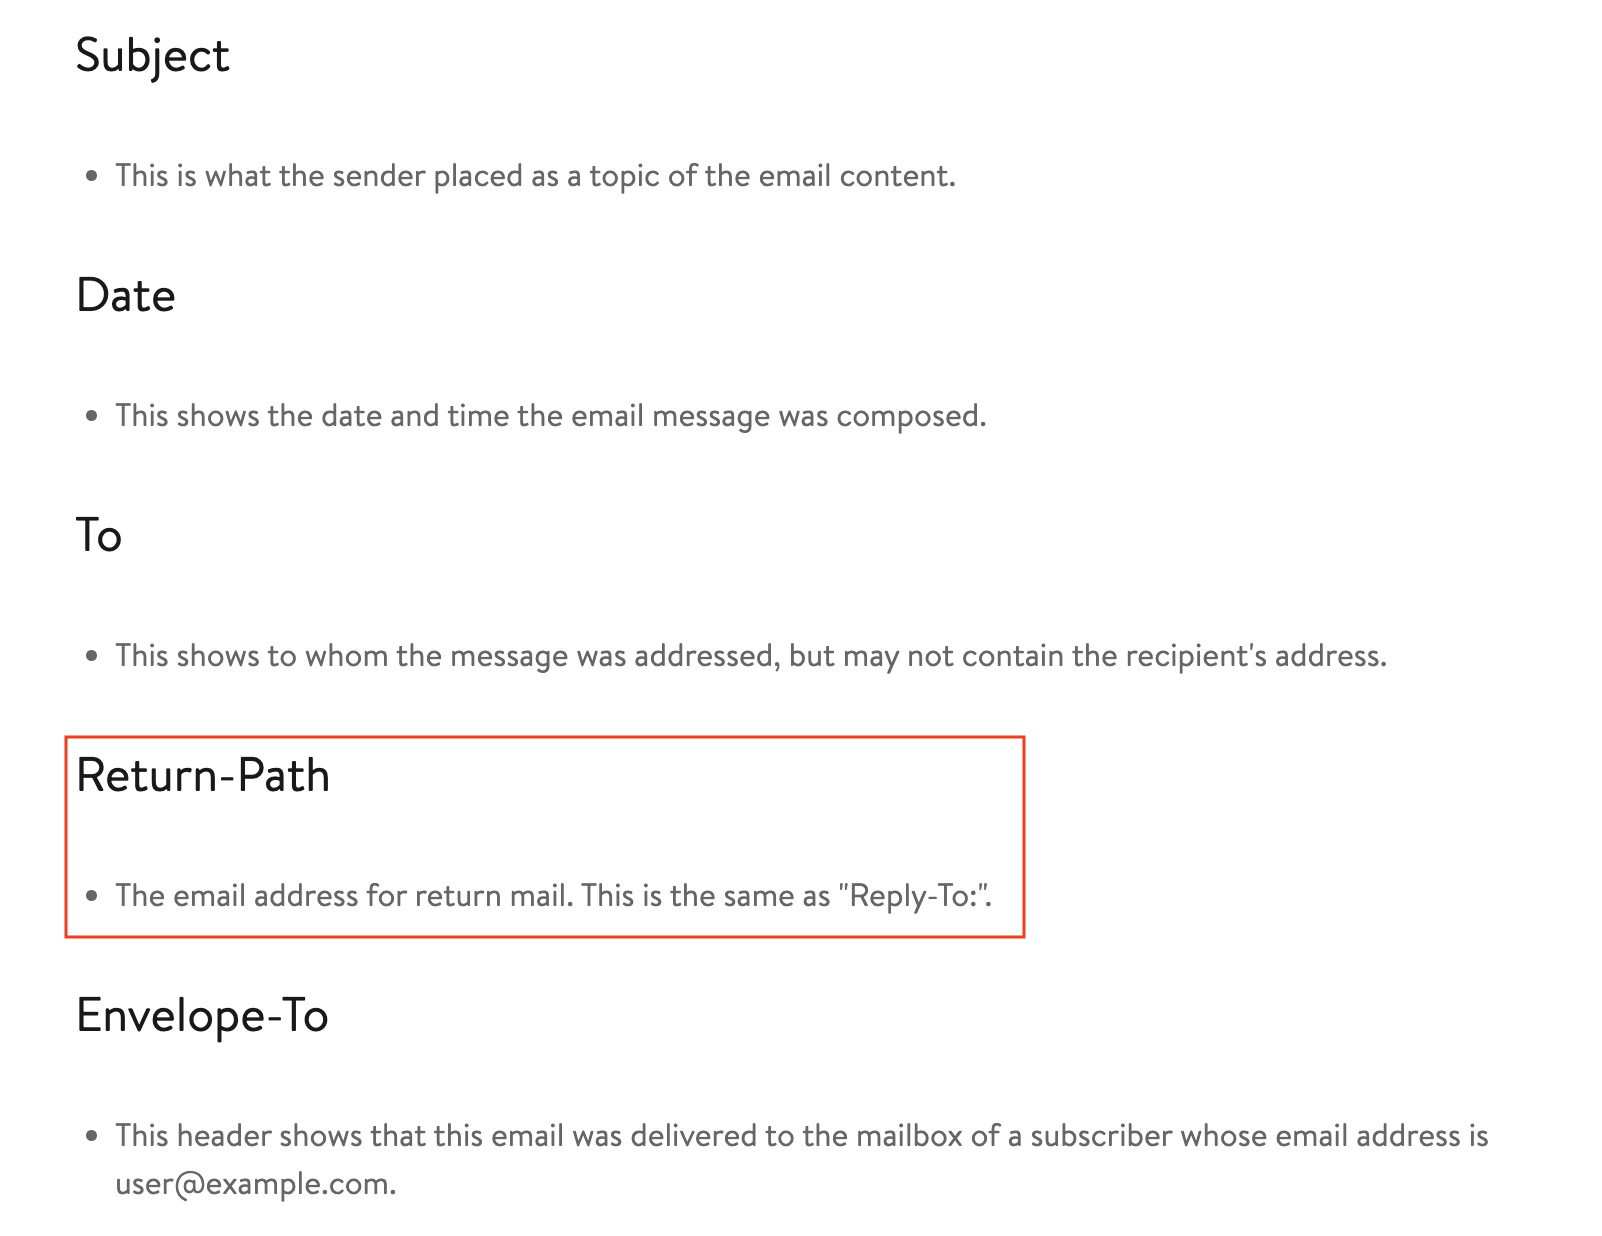 Subject
• This is what the sender placed as a topic of the email content.
Date
• This shows the date and time the email message was composed.
To
• This shows to whom the message was addressed, but may not contain the recipient's address.
Return-Path
• The email address for return mail. This is the same as "Reply-To:".
Envelope-To
• This header shows that this email was delivered to the mailbox of a subscriber whose email address is
user@example.com.